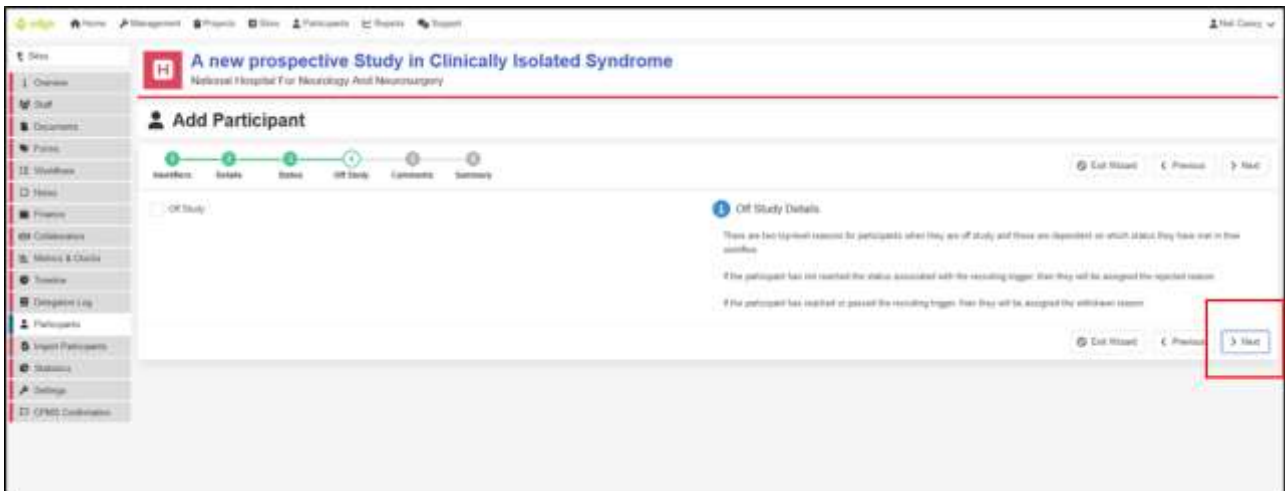 edge Home Management Projects Sites Participants Reports Support
Sites
Overview
Staff
Documents
Forms
Workflows
Notes
Finance
Collaborators
Metrics & Charts
Timeline
Delegation Log
Participants
Import Participants
Statistics
Settings
CPMS Confirmation
A new prospective Study in Clinically Isolated Syndrome
National Hospital For Neurology And Neurosurgery
Add Participant
Identifiers Details Status Off Study Comments Summary
Exit Wizard Previous Next
Off Study
Off Study Details
There are two top-level reasons for participants when they are off study and these are dependent on which status they have met in their
workflow
If the participant has not reached the status associated with the recruiting trigger, then they will be assigned the rejected reason
If the participant has reached or passed the recruiting trigger, then they will be assigned the withdrawn reason
Exit Wizard Previous Next